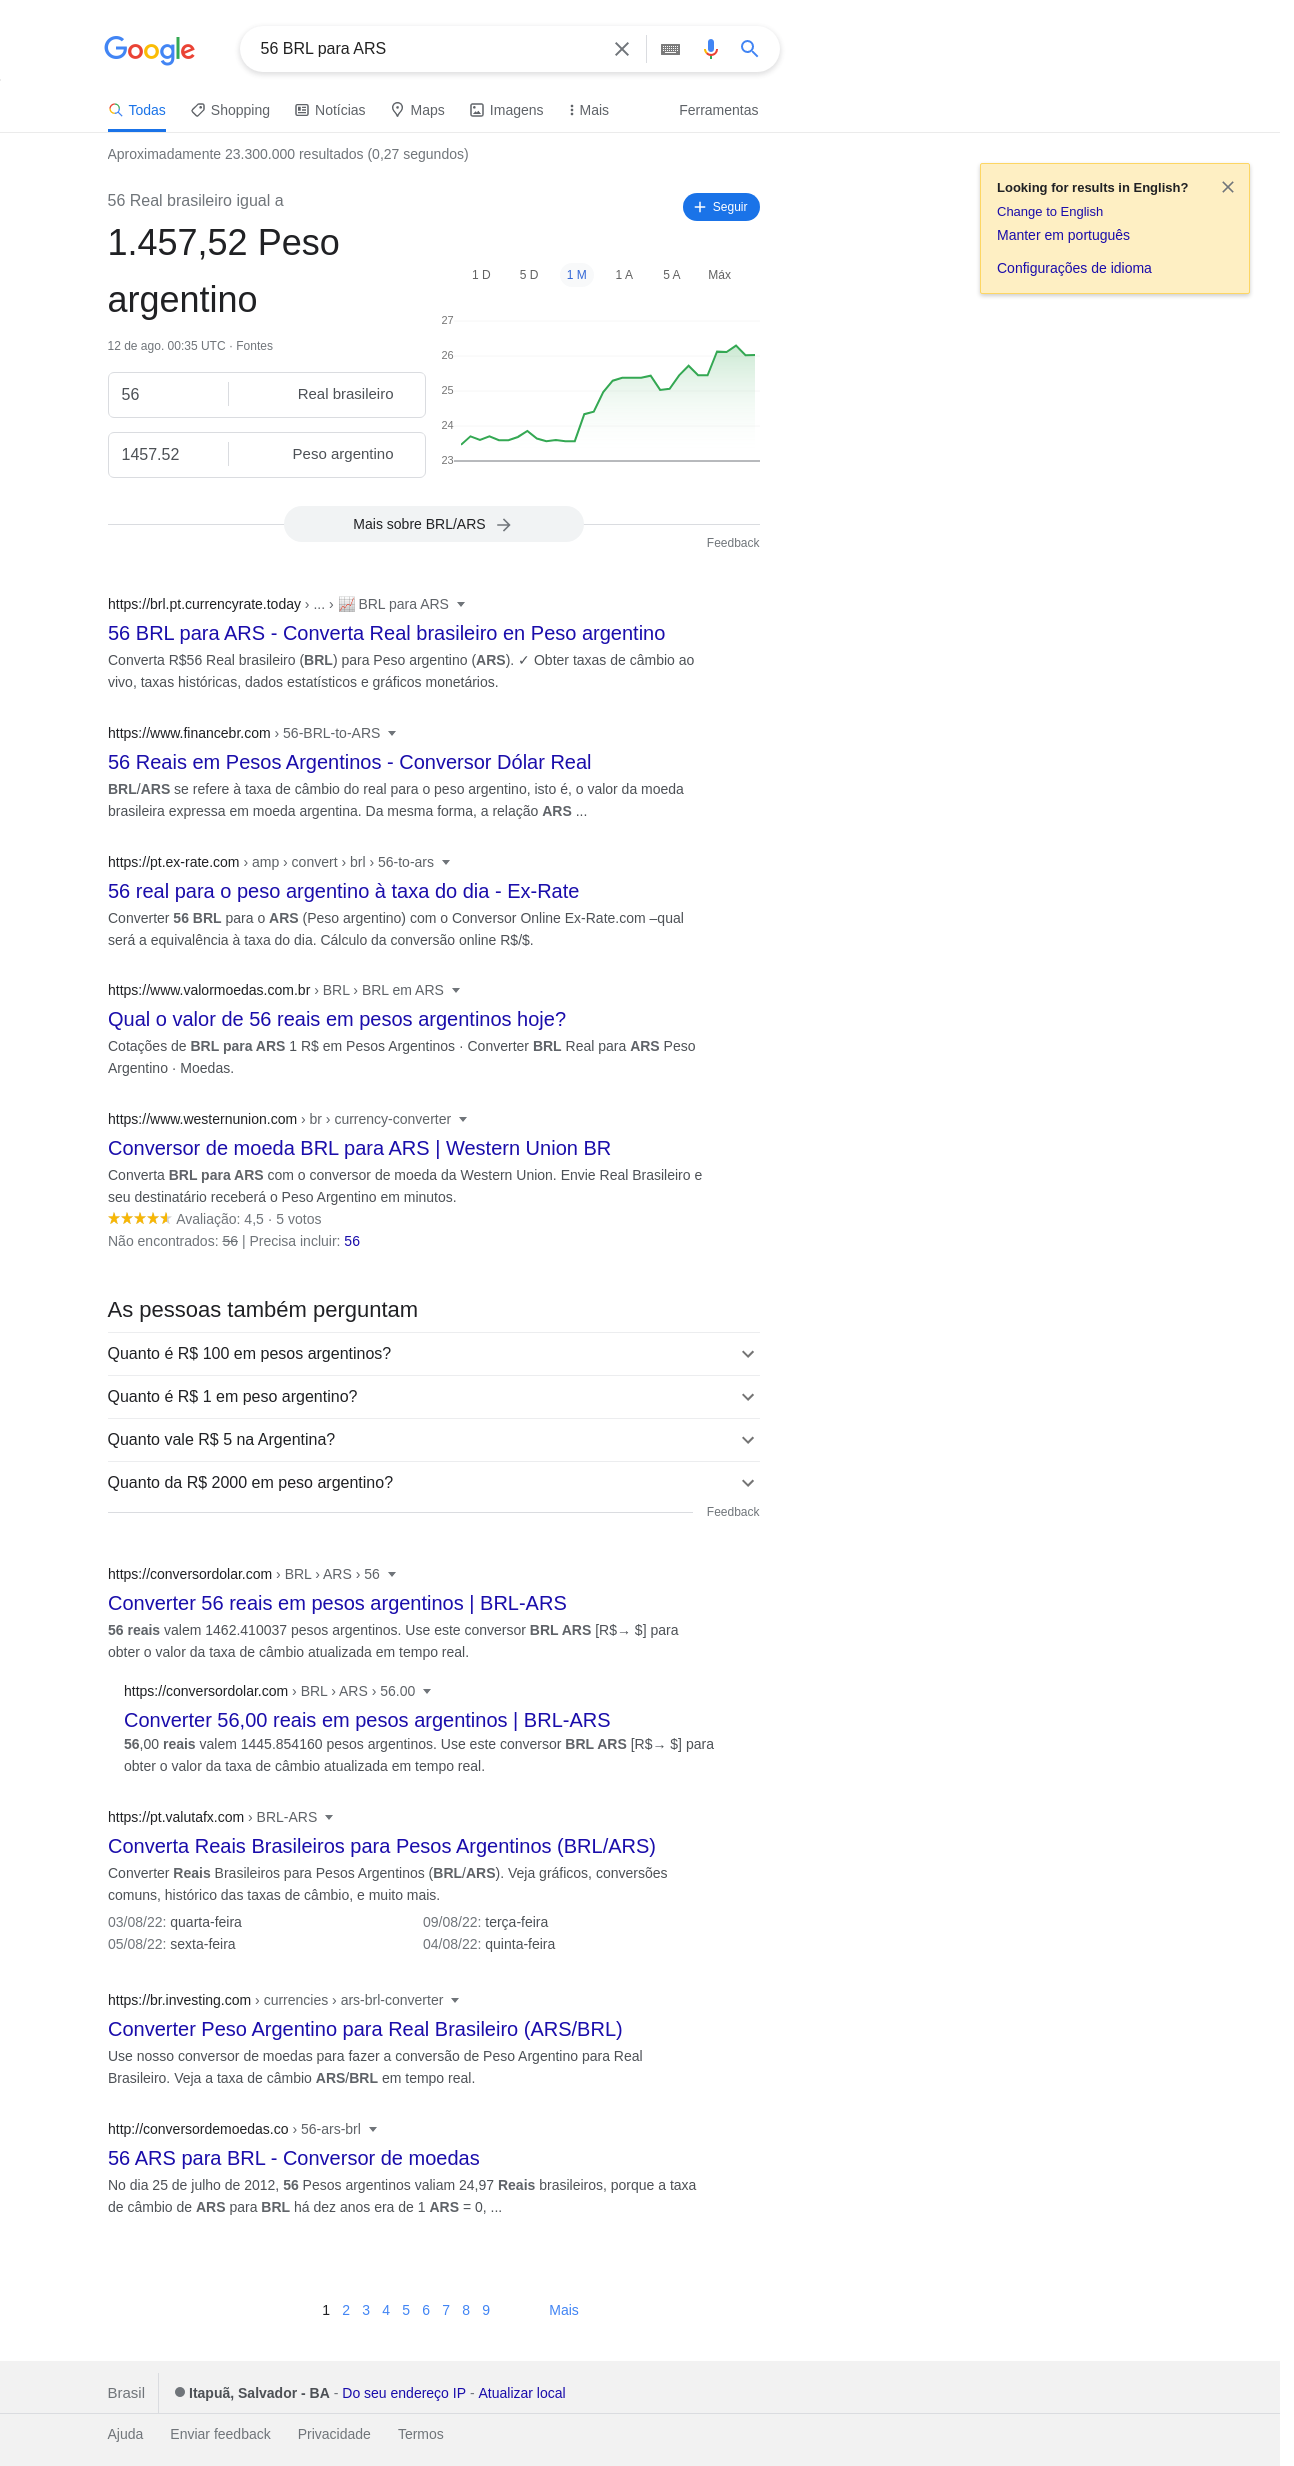 Google
56 BRL para ARS
Todas
Shopping
Notícias
Maps
Imagens
Mais
Ferramentas
Aproximadamente 23.300.000 resultados (0,27 segundos)
Looking for results in English?
Change to English
Manter em português
Configurações de idioma
56 Real brasileiro igual a
Seguir
1.457,52 Peso
argentino
12 de ago. 00:35 UTC · Fontes
56 Real brasileiro
1457.52 Peso argentino
1 D 5 D 1 M 1 A 5 A Máx
27
26
25
24
23
Mais sobre BRL/ARS
Feedback
https://brl.pt.currencyrate.today › ... › 📈 BRL para ARS
56 BRL para ARS - Converta Real brasileiro en Peso argentino
Converta R$56 Real brasileiro (BRL) para Peso argentino (ARS). ✓ Obter taxas de câmbio ao
vivo, taxas históricas, dados estatísticos e gráficos monetários.
https://www.financebr.com › 56-BRL-to-ARS
56 Reais em Pesos Argentinos - Conversor Dólar Real
BRL/ARS se refere à taxa de câmbio do real para o peso argentino, isto é, o valor da moeda
brasileira expressa em moeda argentina. Da mesma forma, a relação ARS ...
https://pt.ex-rate.com › amp › convert › brl › 56-to-ars
56 real para o peso argentino à taxa do dia - Ex-Rate
Converter 56 BRL para o ARS (Peso argentino) com o Conversor Online Ex-Rate.com –qual
será a equivalência à taxa do dia. Cálculo da conversão online R$/$.
https://www.valormoedas.com.br › BRL › BRL em ARS
Qual o valor de 56 reais em pesos argentinos hoje?
Cotações de BRL para ARS 1 R$ em Pesos Argentinos · Converter BRL Real para ARS Peso
Argentino · Moedas.
https://www.westernunion.com › br › currency-converter
Conversor de moeda BRL para ARS | Western Union BR
Converta BRL para ARS com o conversor de moeda da Western Union. Envie Real Brasileiro e
seu destinatário receberá o Peso Argentino em minutos.
Avaliação: 4,5 · 5 votos
Não encontrados: 56 | Precisa incluir: 56
As pessoas também perguntam
Quanto é R$ 100 em pesos argentinos?
Quanto é R$ 1 em peso argentino?
Quanto vale R$ 5 na Argentina?
Quanto da R$ 2000 em peso argentino?
Feedback
https://conversordolar.com › BRL › ARS › 56
Converter 56 reais em pesos argentinos | BRL-ARS
56 reais valem 1462.410037 pesos argentinos. Use este conversor BRL ARS [R$→ $] para
obter o valor da taxa de câmbio atualizada em tempo real.
https://conversordolar.com › BRL › ARS › 56.00
Converter 56,00 reais em pesos argentinos | BRL-ARS
56,00 reais valem 1445.854160 pesos argentinos. Use este conversor BRL ARS [R$→ $] para
obter o valor da taxa de câmbio atualizada em tempo real.
https://pt.valutafx.com › BRL-ARS
Converta Reais Brasileiros para Pesos Argentinos (BRL/ARS)
Converter Reais Brasileiros para Pesos Argentinos (BRL/ARS). Veja gráficos, conversões
comuns, histórico das taxas de câmbio, e muito mais.
03/08/22: quarta-feira 09/08/22: terça-feira
05/08/22: sexta-feira 04/08/22: quinta-feira
https://br.investing.com › currencies › ars-brl-converter
Converter Peso Argentino para Real Brasileiro (ARS/BRL)
Use nosso conversor de moedas para fazer a conversão de Peso Argentino para Real
Brasileiro. Veja a taxa de câmbio ARS/BRL em tempo real.
http://conversordemoedas.co › 56-ars-brl
56 ARS para BRL - Conversor de moedas
No dia 25 de julho de 2012, 56 Pesos argentinos valiam 24,97 Reais brasileiros, porque a taxa
de câmbio de ARS para BRL há dez anos era de 1 ARS = 0, ...
1 2 3 4 5 6 7 8 9 Mais
Brasil
Itapuã, Salvador - BA - Do seu endereço IP - Atualizar local
Ajuda Enviar feedback Privacidade Termos